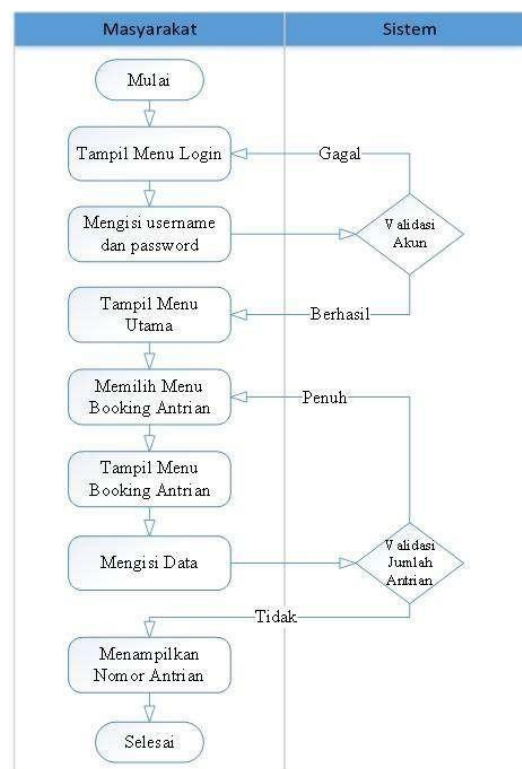 Masyarakat
Sistem
Mulai
Tampil Menu Login
Gagal
Mengisi username
dan password
Validasi
Akun
Tampil Menu
Utama
Berhasil
Memilih Menu
Booking Antrian
Penuh
Tampil Menu
Booking Antrian
Mengisi Data
Validasi
Jumlah
Antrian
Tidak
Menampilkan
Nomor Antrian
Selesai